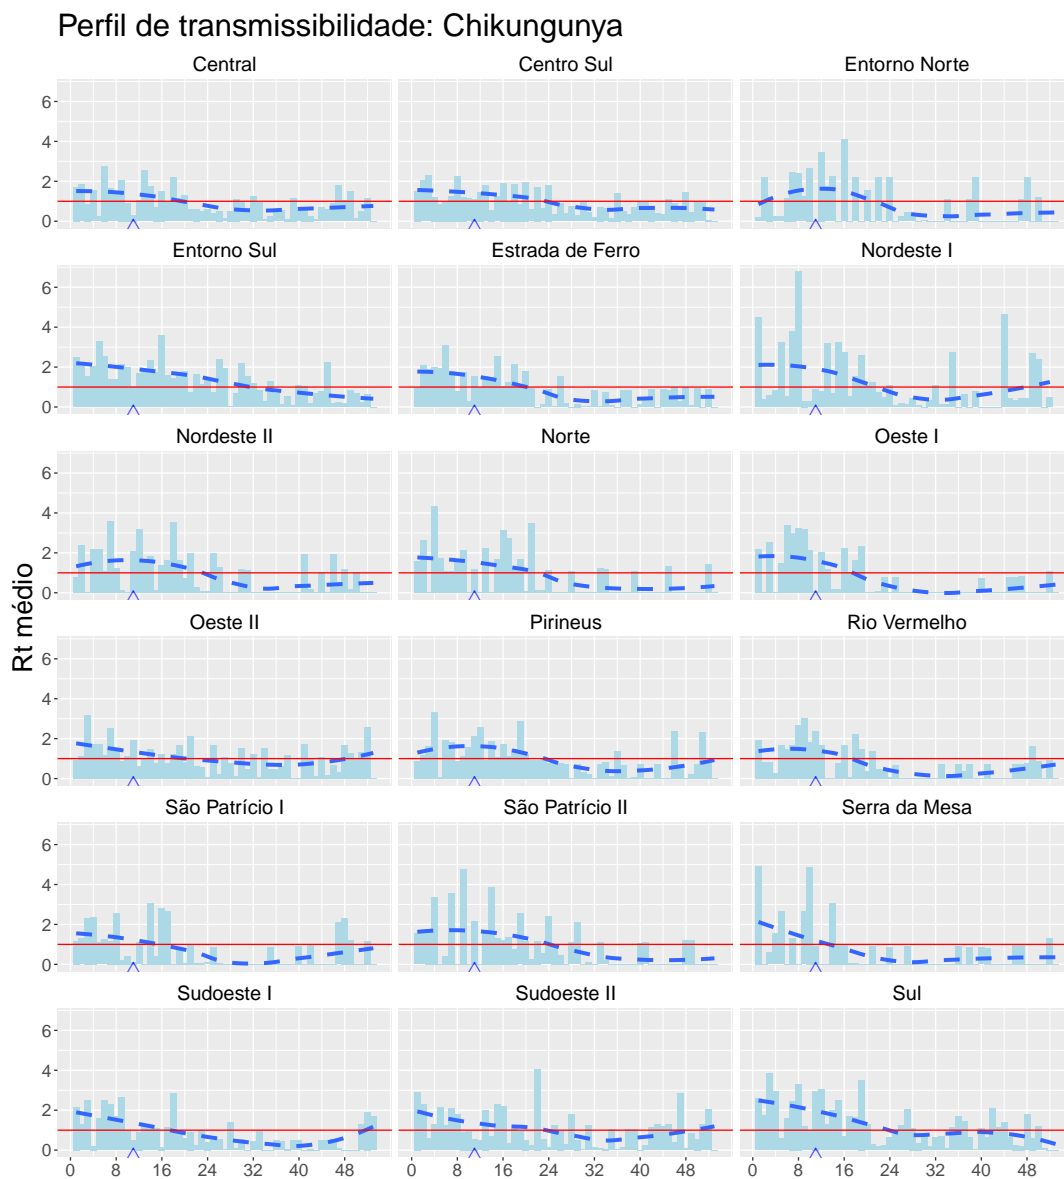 Perfil de transmissibilidade: Chikungunya
Central Centro Sul Entorno Norte
6
4
2
0
Entorno Sul Estrada de Ferro Nordeste I
6
4
2
0
Nordeste II Norte Oeste I
6
4
2
0
Rt médio
Oeste II Pirineus Rio Vermelho
6
4
2
0
São Patrício I São Patrício II Serra da Mesa
6
4
2
0
Sudoeste I Sudoeste II Sul
6
4
2
0
0 8 16 24 32 40 48 0 8 16 24 32 40 48 0 8 16 24 32 40 48